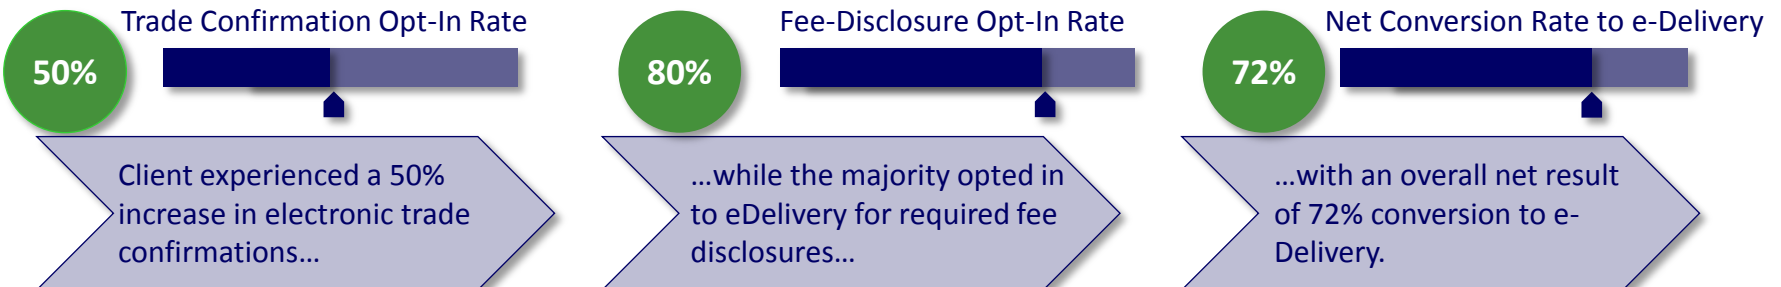 Trade Confirmation Opt-In Rate
50%
Client experienced a 50%
increase in electronic trade
confirmations...
Fee-Disclosure Opt-In Rate
80%
...while the majority opted in
to eDelivery for required fee
disclosures...
Net Conversion Rate to e-Delivery
72%
...with an overall net result
of 72% conversion to e-
Delivery.